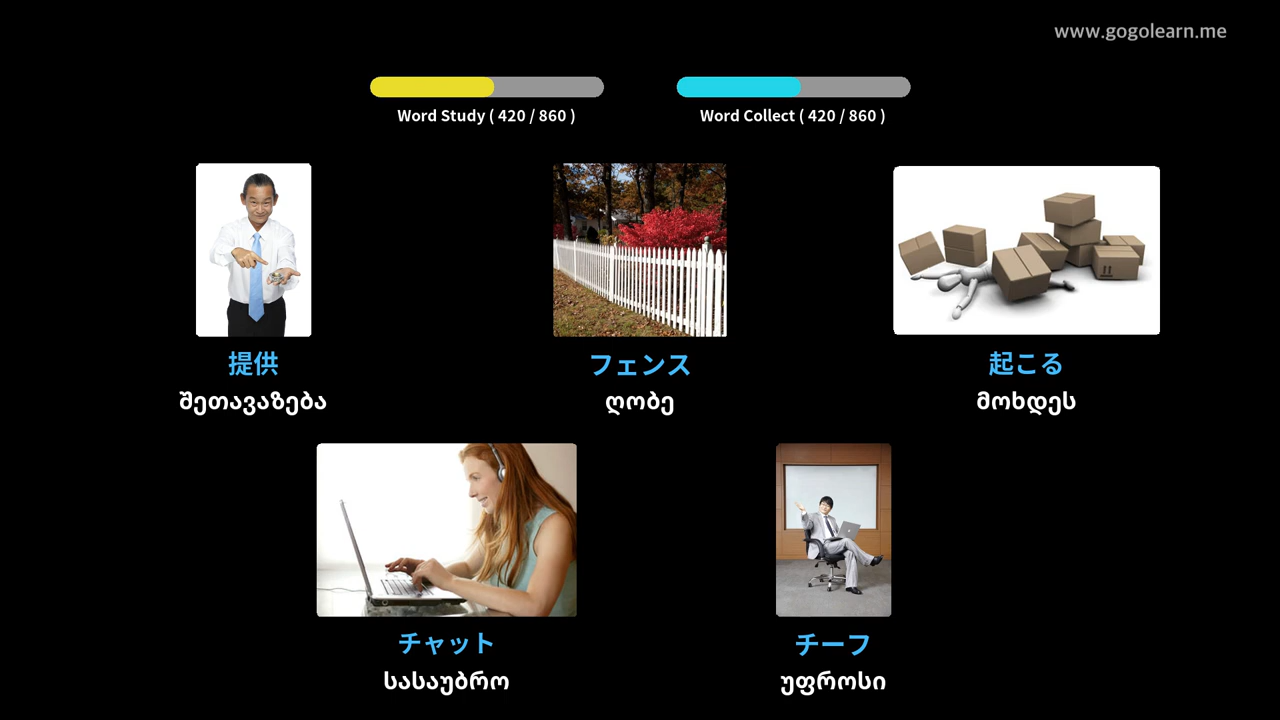 www.gogolearn.me
Word Study ( 420 / 860 )
Word Collect ( 420 / 860 )
提供
შეთავაზება
フェンス
ღობე
起こる
მოხდეს
チャット
სასაუბრო
チーフ
უფროსი